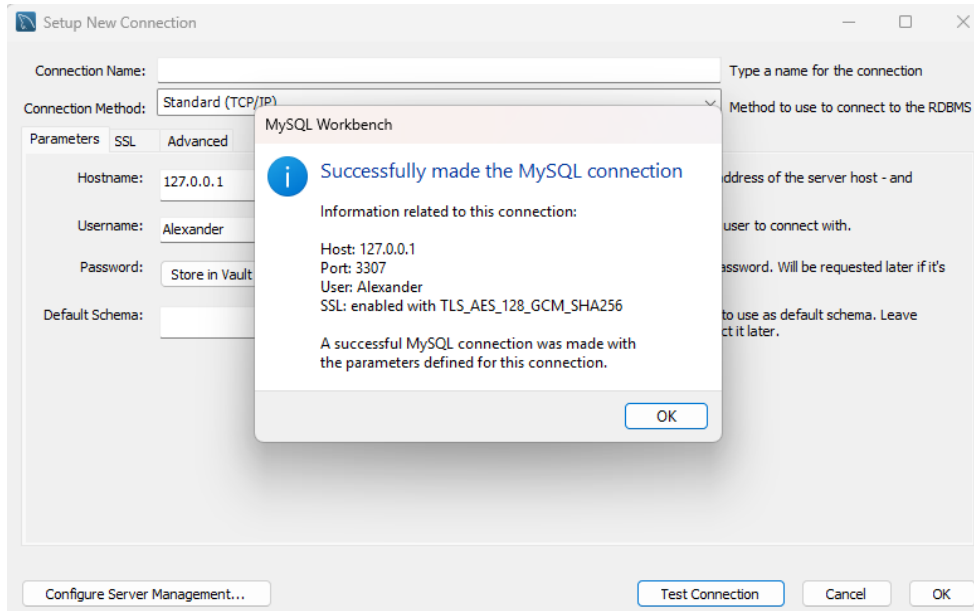 Setup New Connection
Connection Name:
Type a name for the connection
Connection Method:
Standard (TCP/IP)
Method to use to connect to the RDBMS
Parameters
SSL
Advanced
Hostname:
127.0.0.1
address of the server host - and
Username:
Alexander
user to connect with.
Password:
Store in Vault
password. Will be requested later if it's
Default Schema:
to use as default schema. Leave
it later.
MySQL Workbench
Successfully made the MySQL connection
Information related to this connection:
Host: 127.0.0.1
Port: 3307
User: Alexander
SSL: enabled with TLS_AES_128_GCM_SHA256
A successful MySQL connection was made with
the parameters defined for this connection.
OK
Configure Server Management...
Test Connection
Cancel
OK